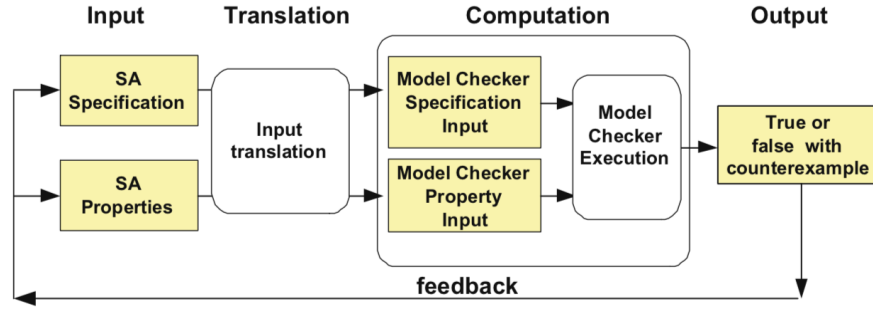 Input Translation Computation Output
SA
Specification
SA
Properties
Input
translation
Model Checker
Specification
Input
Model Checker
Property
Input
Model
Checker
Execution
True or
false with
counterexample
feedback